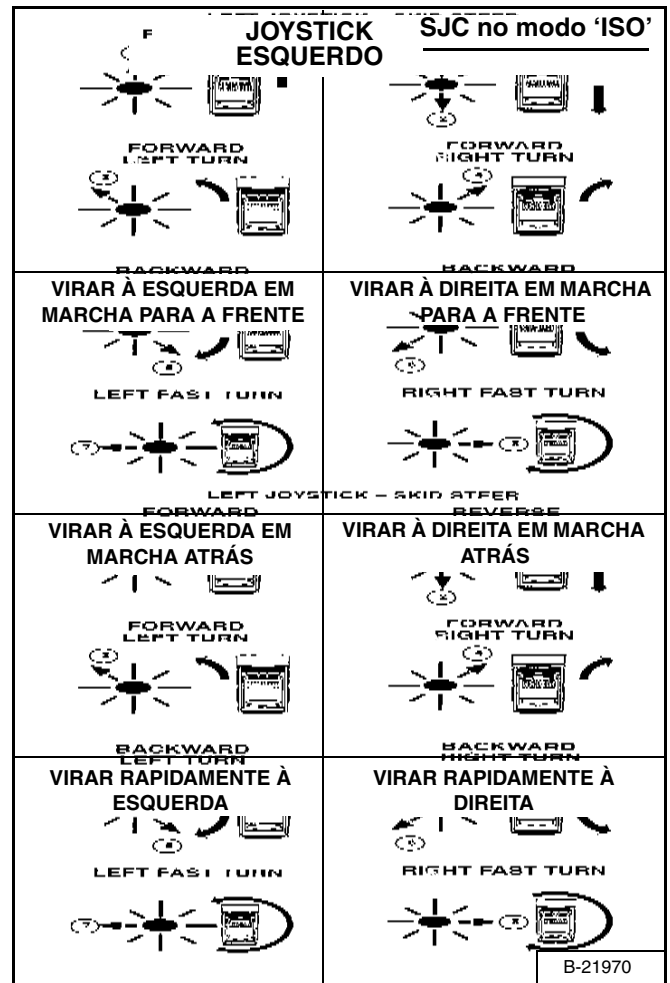 F
JOYSTICK
ESQUERDO
SJC no modo ‘ISO’
FORWARD
LEFT TURN
FORWARD
RIGHT TURN
BACKWARD
BACKWARD
VIRAR À ESQUERDA EM
MARCHA PARA A FRENTE
VIRAR À DIREITA EM MARCHA
PARA A FRENTE
LEFT FAST TURN
RIGHT FAST TURN
LEFT JOYSTICK – SKID STEER
FORWARD
REVERSE
VIRAR À ESQUERDA EM
MARCHA ATRÁS
VIRAR À DIREITA EM MARCHA
ATRÁS
FORWARD
LEFT TURN
FORWARD
RIGHT TURN
BACKWARD
LEFT TURN
BACKWARD
RIGHT TURN
VIRAR RAPIDAMENTE À
ESQUERDA
VIRAR RAPIDAMENTE À
DIREITA
LEFT FAST TURN
RIGHT FAST TURN
B-21970